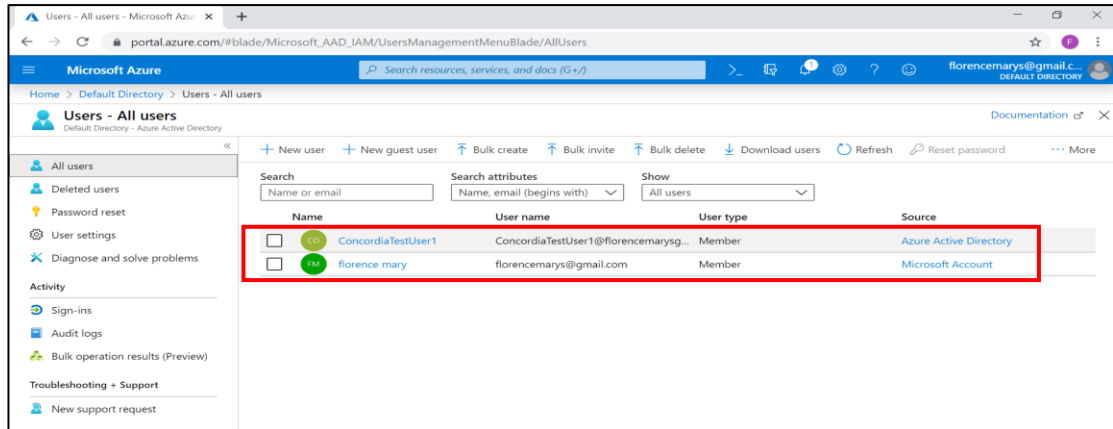 Users - All users - Microsoft Azu
portal.azure.com/#blade/Microsoft_AAD_IAM/UsersManagementMenuBlade/AllUsers
F
Microsoft Azure
Search resources, services, and docs (G+/)
1
florencemarys@gmail.c...
DEFAULT DIRECTORY
Home > Default Directory > Users - All users
Users - All users
Default Directory - Azure Active Directory
Documentation
All users
Deleted users
Password reset
User settings
Diagnose and solve problems
Activity
Sign-ins
Audit logs
Bulk operation results (Preview)
Troubleshooting + Support
New support request
New user New guest user Bulk create Bulk invite Bulk delete Download users Refresh Reset password ... More
Search Search attributes Show
Name or email Name, email (begins with) All users
Name User name User type Source
CO ConcordiaTestUser1 ConcordiaTestUser1@florencemarysg... Member Azure Active Directory
FM florence mary florencemarys@gmail.com Member Microsoft Account